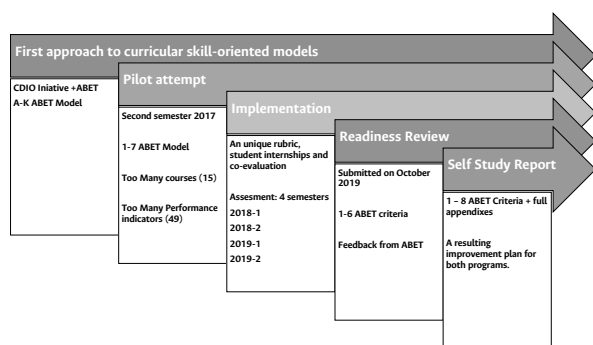 First approach to curricular skill-oriented models
CDIO Iniative +ABET
A-K ABET Model
Pilot attempt
Second semester 2017
1-7 ABET Model
Too Many courses (15)
Too Many Performance
indicators (49)
Implementation
An unique rubric,
student internships and
co-evaluation
Assesment: 4 semesters
2018-1
2018-2
2019-1
2019-2
Readiness Review
Submitted on October
2019
1-6 ABET criteria
Feedback from ABET
Self Study Report
1 – 8 ABET Criteria + full
appendixes
A resulting
improvement plan for
both programs.